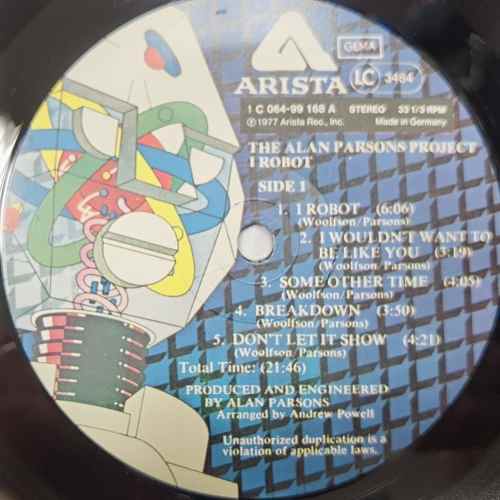 ARISTA
GEMA
LC 3484
1 C 064-99 168 A STEREO 33 1/3 RPM
℗ 1977 Arista Rec., Inc. Made in Germany
THE ALAN PARSONS PROJECT
I ROBOT
SIDE 1
1. I ROBOT (6:06)
(Woolfson/Parsons)
2. I WOULDN'T WANT TO
BE LIKE YOU (3:19)
(Woolfson/Parsons)
3. SOME OTHER TIME (4:05)
(Woolfson/Parsons)
4. BREAKDOWN (3:50)
(Woolfson/Parsons)
5. DON'T LET IT SHOW (4:21)
(Woolfson/Parsons)
Total Time: (21:46)
PRODUCED AND ENGINEERED
BY ALAN PARSONS
Arranged by Andrew Powell
Unauthorized duplication is a
violation of applicable laws.